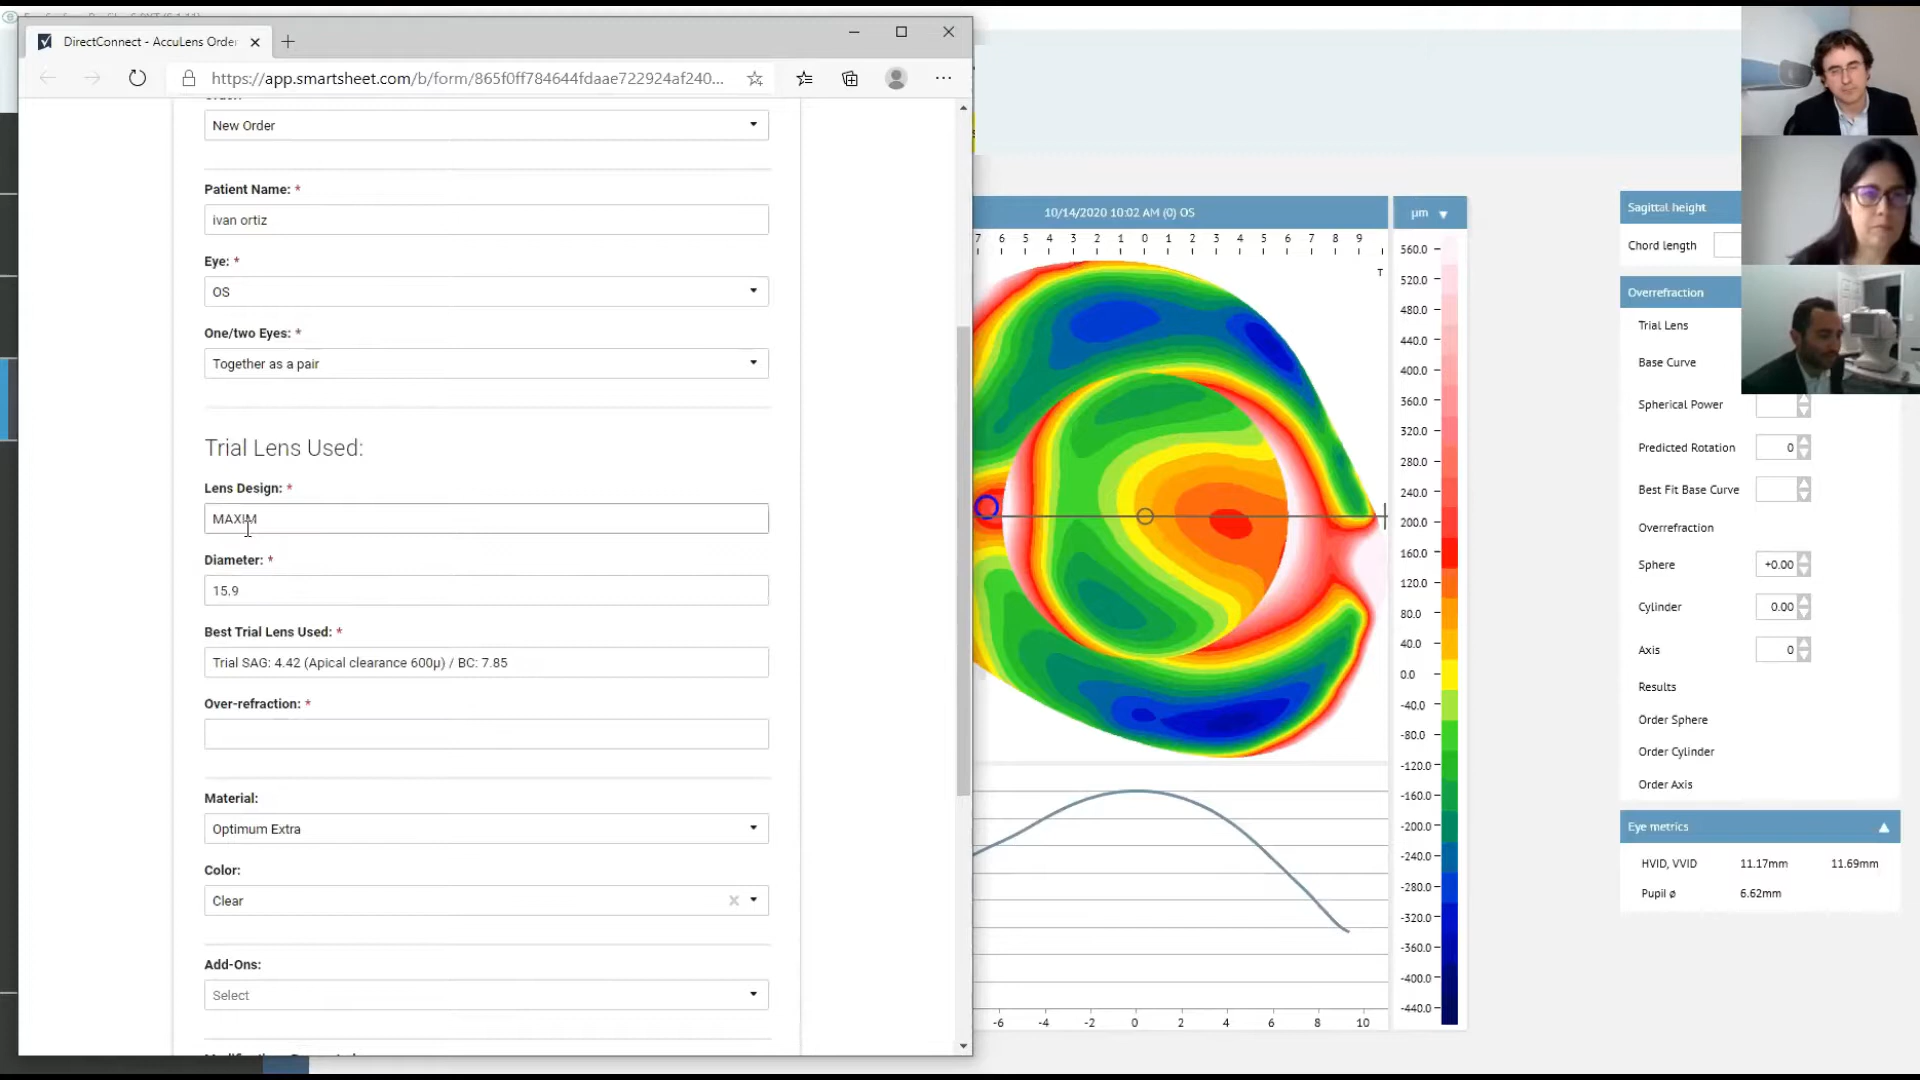 DirectConnect - AccuLens Order
https://app.smartsheet.com/b/form/865f0ff784644fdaae722924af240...
New Order
Patient Name: *
ivan ortiz
Eye: *
OS
One/two Eyes: *
Together as a pair
Trial Lens Used:
Lens Design: *
MAXIM
Diameter: *
15.9
Best Trial Lens Used: *
Trial SAG: 4.42 (Apical clearance 600µ) / BC: 7.85
Over-refraction: *
Material:
Optimum Extra
Color:
Clear
Add-Ons:
Select
10/14/2020 10:02 AM (0) OS
µm
7 6 5 4 3 2 1 0 1 2 3 4 5 6 7 8 9
T
560.0
520.0
480.0
440.0
400.0
360.0
320.0
280.0
240.0
200.0
160.0
120.0
80.0
40.0
0.0
-40.0
-80.0
-120.0
-160.0
-200.0
-240.0
-280.0
-320.0
-360.0
-400.0
-440.0
-6 -4 -2 0 2 4 6 8 10
Sagittal height
Chord length
Overrefraction
Trial Lens
Base Curve
Spherical Power
Predicted Rotation 0
Best Fit Base Curve
Overrefraction
Sphere +0.00
Cylinder 0.00
Axis 0
Results
Order Sphere
Order Cylinder
Order Axis
Eye metrics
HVID, VVID 11.17mm 11.69mm
Pupil ø 6.62mm